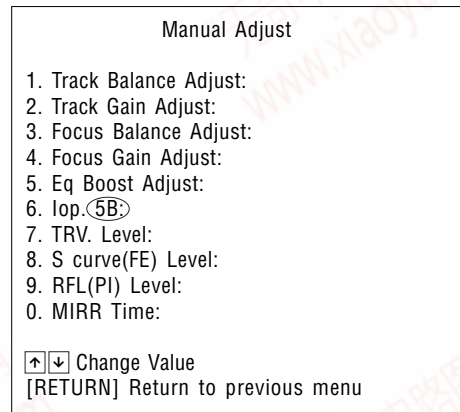 Manual Adjust
1. Track Balance Adjust:
2. Track Gain Adjust:
3. Focus Balance Adjust:
4. Focus Gain Adjust:
5. Eq Boost Adjust:
6. Iop. 5B:
7. TRV. Level:
8. S curve(FE) Level:
9. RFL(PI) Level:
0. MIRR Time:
↑ ↓ Change Value
[RETURN] Return to previous menu